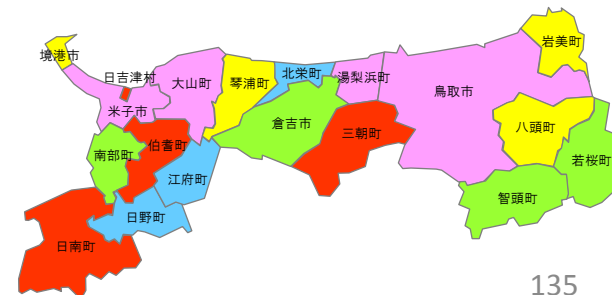 境港市
日吉津村
米子市
大山町
琴浦町
北栄町
湯梨浜町
鳥取市
岩美町
南部町
伯耆町
倉吉市
三朝町
八頭町
若桜町
江府町
智頭町
日野町
日南町
135